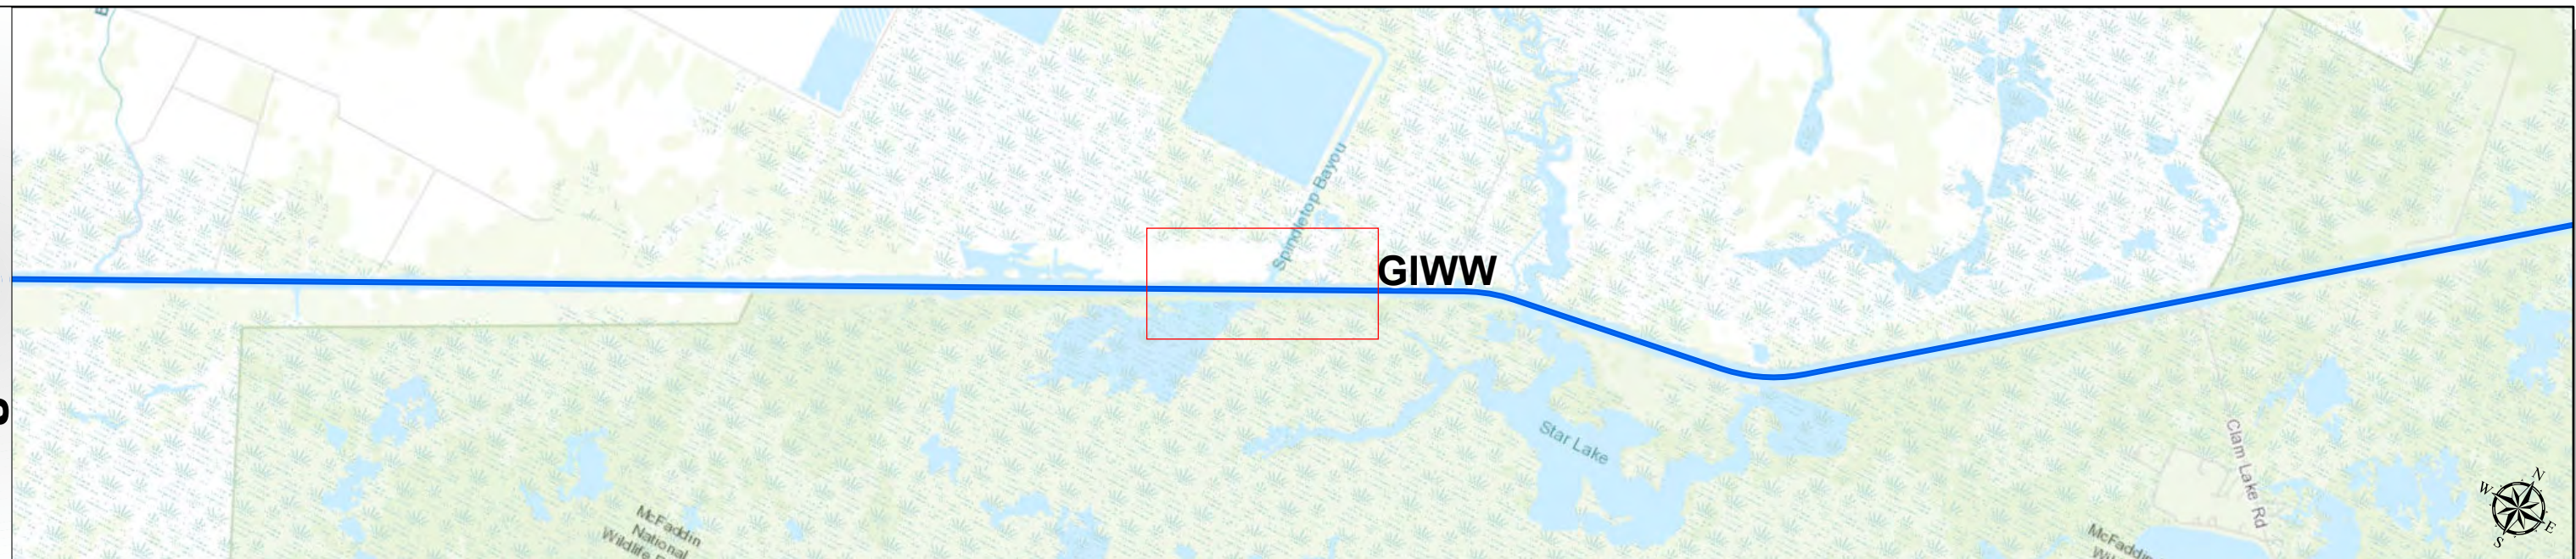 Spindletop Bayou
GIWW
Star Lake
Clam Lake Rd
McFaddin
National
Wildlife
McFaddin
N
W
E
S